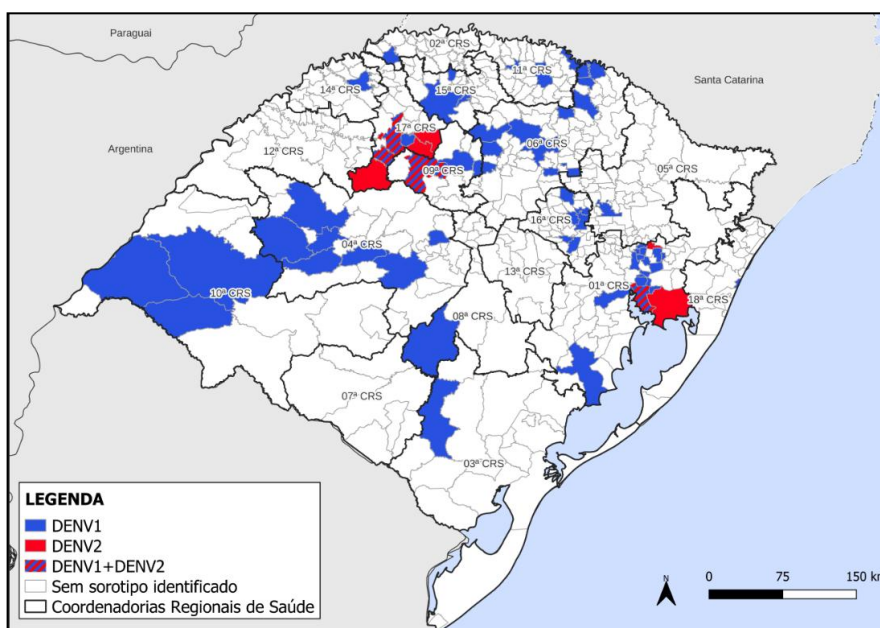 Paraguai
02ª CRS
11ª CRS
Santa Catarina
14ª CRS
15ª CRS
17ª CRS
Argentina
12ª CRS
06ª CRS
09ª CRS
05ª CRS
16ª CRS
04ª CRS
13ª CRS
01ª CRS
10ª CRS
18ª CRS
08ª CRS
07ª CRS
03ª CRS
LEGENDA
DENV1
DENV2
DENV1+DENV2
Sem sorotipo identificado
Coordenadorias Regionais de Saúde
N
0 75 150 km